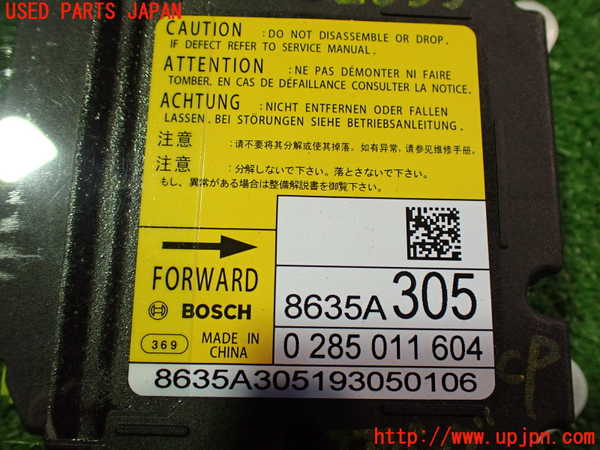 USED PARTS JAPAN
CAUTION : DO NOT DISASSEMBLE OR DROP.
IF DEFECT REFER TO SERVICE MANUAL.
ATTENTION : NE PAS DÉMONTER NI FAIRE
TOMBER. EN CAS DE DÉFAILLANCE CONSULTER LA NOTICE.
ACHTUNG : NICHT ENTFERNEN ODER FALLEN
LASSEN. BEI STÖRUNGEN SIEHE BETRIEBSANLEITUNG.
注意 : 请不要将其分解或使其掉落。如有异常,请参见维修手册。
注意 : 分解しないで下さい。落とさないで下さい。
もし、異常がある場合は整備解説書を御覧下さい。
FORWARD
BOSCH
369 MADE IN
CHINA
8635A 305
0 285 011 604
8635A305193050106
CP
http://www.upjpn.com